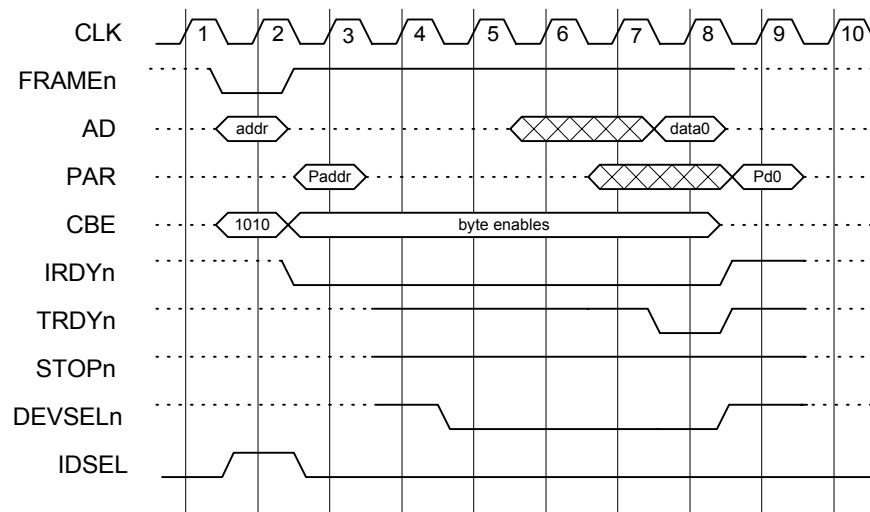 CLK 1 2 3 4 5 6 7 8 9 10
FRAMEn
AD addr data0
PAR Paddr Pd0
CBE 1010 byte enables
IRDYn
TRDYn
STOPn
DEVSELn
IDSEL